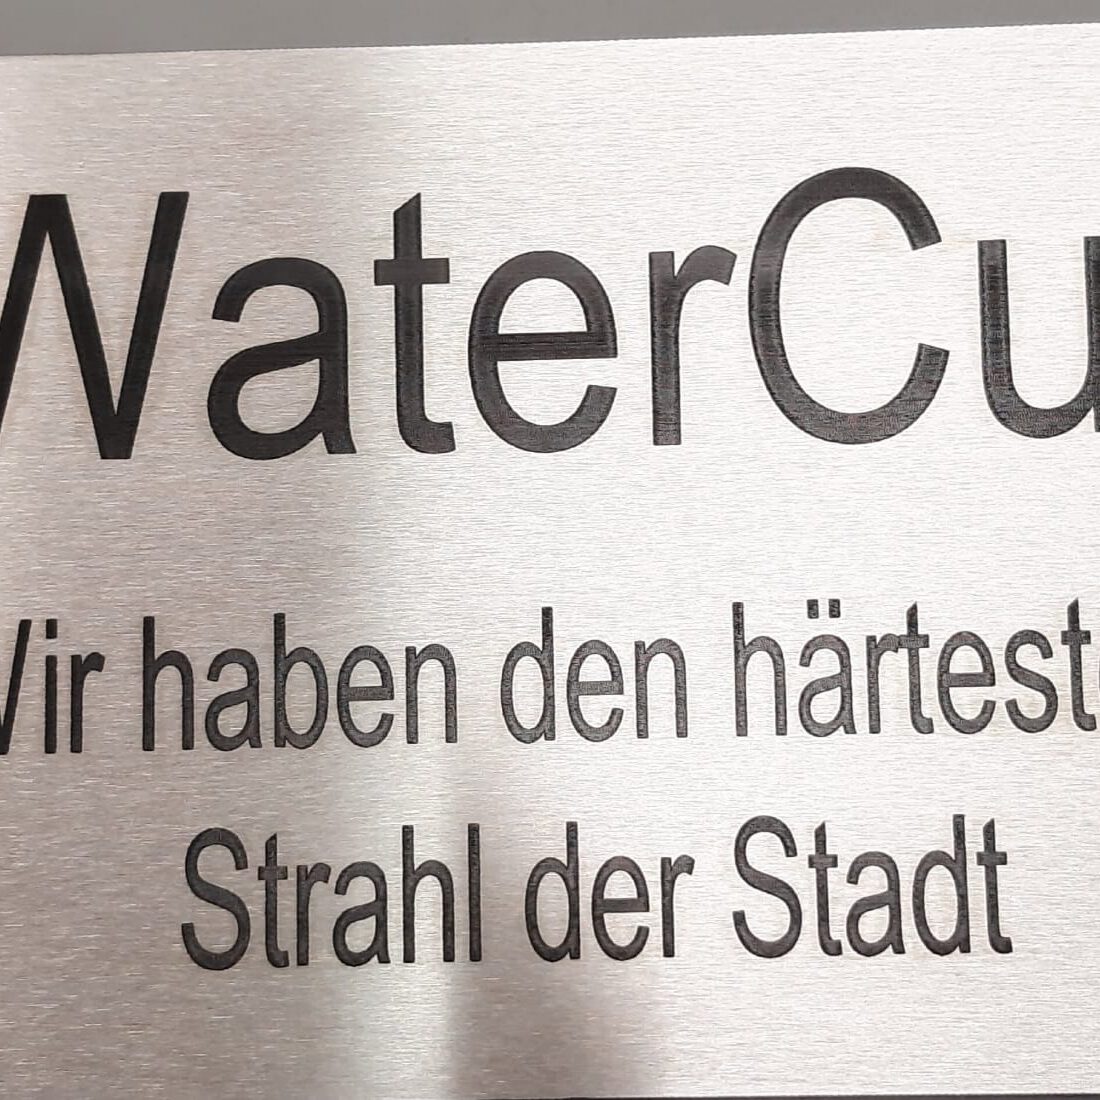 WaterCu
Wir haben den härteste
Strahl der Stadt